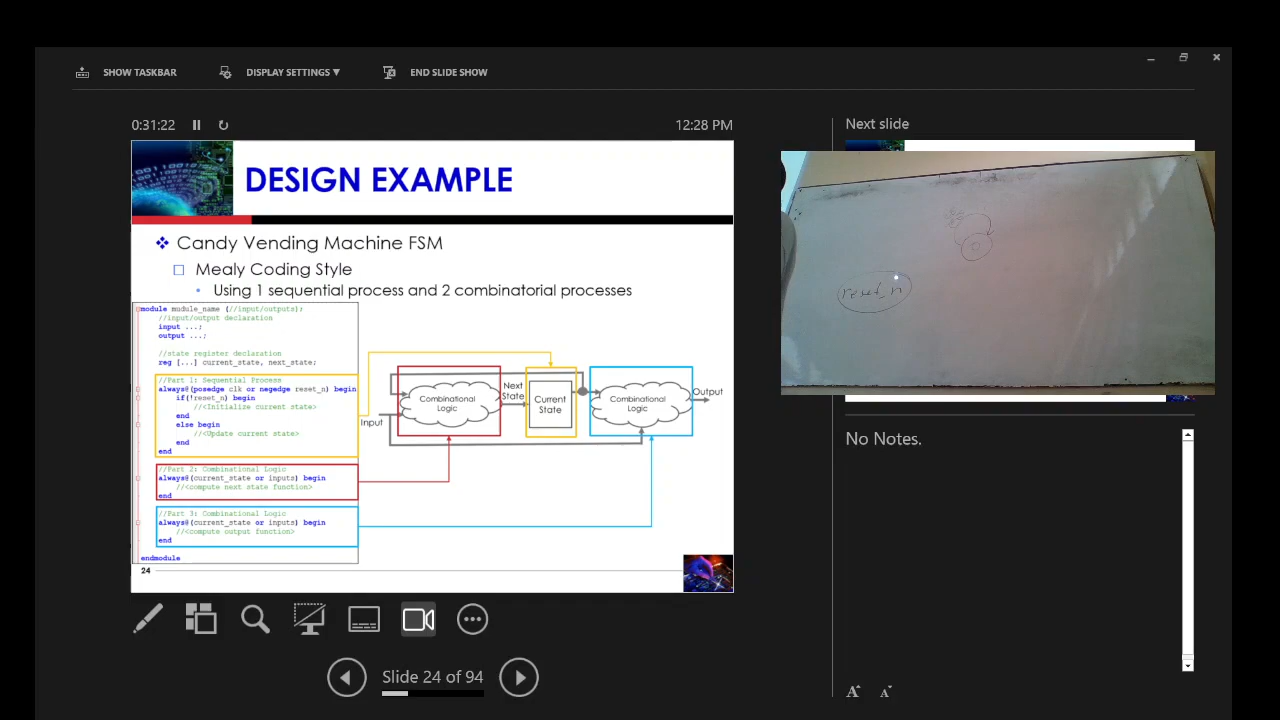 SHOW TASKBAR
DISPLAY SETTINGS ▼
END SLIDE SHOW
0:31:22
12:28 PM
DESIGN EXAMPLE
❖ Candy Vending Machine FSM
□ Mealy Coding Style
• Using 1 sequential process and 2 combinatorial processes
module mudule_name (//input/outputs);
//input/output declaration
input ...;
output ...;
//state register declaration
reg [...] current_state, next_state;
//Part 1: Sequential Process
always@(posedge clk or negedge reset_n) begin
if(!reset_n) begin
//<Initialize current state>
end
else begin
//<Update current state>
end
end
//Part 2: Combinational Logic
always@(current_state or inputs) begin
//<compute next state function>
end
//Part 3: Combinational Logic
always@(current_state or inputs) begin
//<compute output function>
end
endmodule
Input
Combinational
Logic
Next
State
Current
State
Combinational
Logic
Output
24
Slide 24 of 94
Next slide
reset_n
No Notes.
A
A